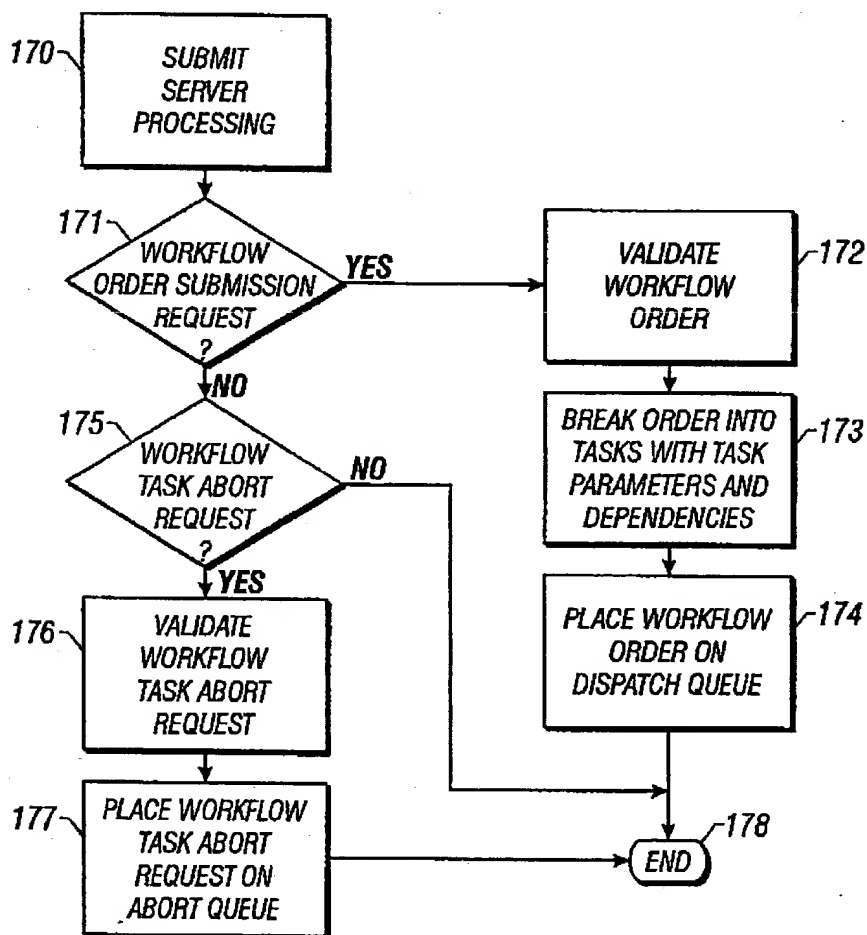 170
SUBMIT
SERVER
PROCESSING
171
WORKFLOW
ORDER SUBMISSION
REQUEST
?
YES
NO
172
VALIDATE
WORKFLOW
ORDER
173
BREAK ORDER INTO
TASKS WITH TASK
PARAMETERS AND
DEPENDENCIES
174
PLACE WORKFLOW
ORDER ON
DISPATCH QUEUE
175
WORKFLOW
TASK ABORT
REQUEST
?
NO
YES
176
VALIDATE
WORKFLOW
TASK ABORT
REQUEST
177
PLACE WORKFLOW
TASK ABORT
REQUEST ON
ABORT QUEUE
178
END